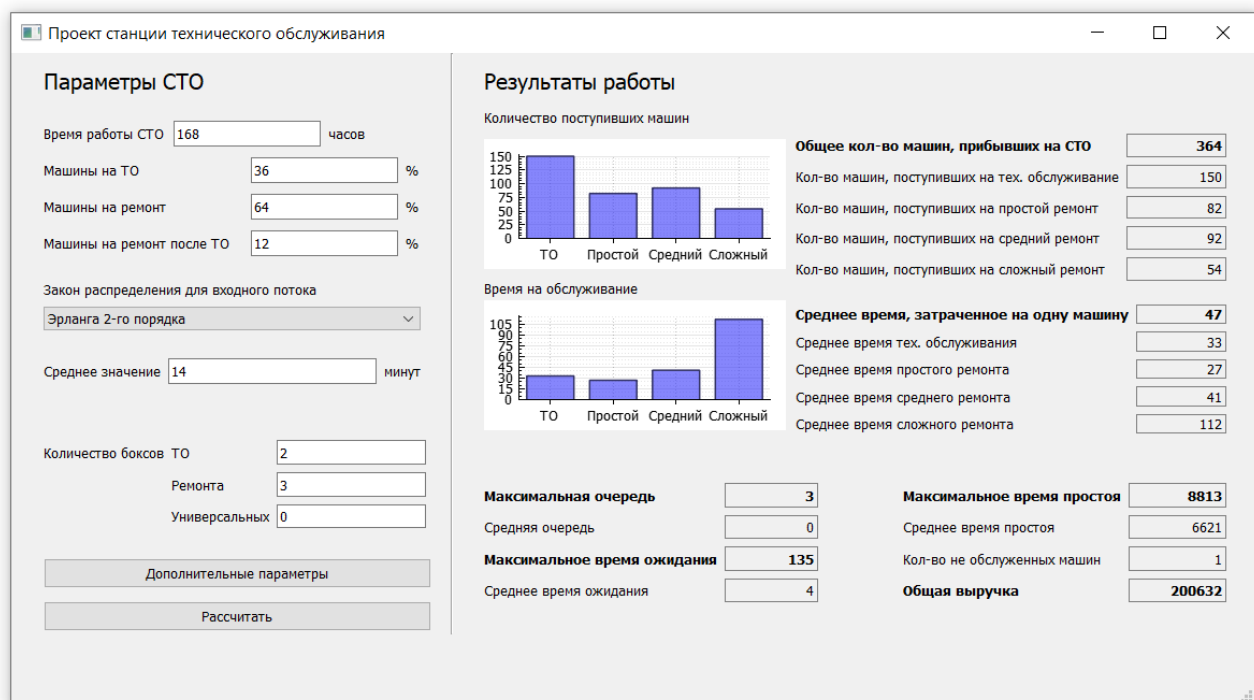 Проект станции технического обслуживания
Параметры СТО
Время работы СТО 168 часов
Машины на ТО 36 %
Машины на ремонт 64 %
Машины на ремонт после ТО 12 %
Закон распределения для входного потока
Эрланга 2-го порядка
Среднее значение 14 минут
Количество боксов ТО 2
Ремонта 3
Универсальных 0
Дополнительные параметры
Рассчитать
Результаты работы
Количество поступивших машин
150
125
100
75
50
25
0
ТО Простой Средний Сложный
Общее кол-во машин, прибывших на СТО 364
Кол-во машин, поступивших на тех. обслуживание 150
Кол-во машин, поступивших на простой ремонт 82
Кол-во машин, поступивших на средний ремонт 92
Кол-во машин, поступивших на сложный ремонт 54
Время на обслуживание
105
90
75
60
45
30
15
0
ТО Простой Средний Сложный
Среднее время, затраченное на одну машину 47
Среднее время тех. обслуживания 33
Среднее время простого ремонта 27
Среднее время среднего ремонта 41
Среднее время сложного ремонта 112
Максимальная очередь 3
Средняя очередь 0
Максимальное время ожидания 135
Среднее время ожидания 4
Максимальное время простоя 8813
Среднее время простоя 6621
Кол-во не обслуженных машин 1
Общая выручка 200632